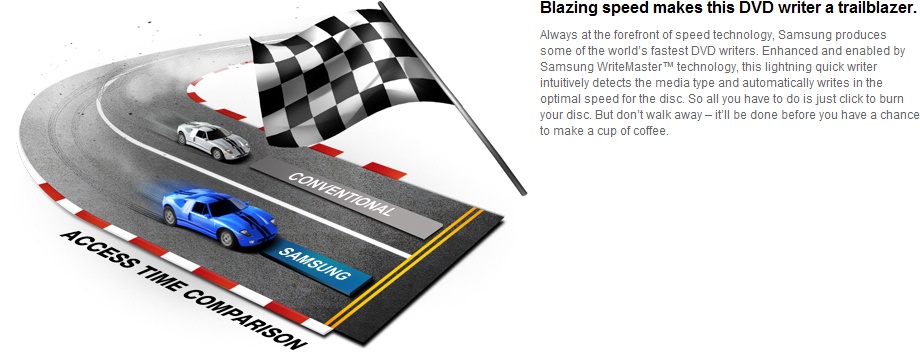 Blazing speed makes this DVD writer a trailblazer.
Always at the forefront of speed technology, Samsung produces
some of the world's fastest DVD writers. Enhanced and enabled by
Samsung WriteMaster™ technology, this lightning quick writer
intuitively detects the media type and automatically writes in the
optimal speed for the disc. So all you have to do is just click to burn
your disc. But don't walk away – it'll be done before you have a chance
to make a cup of coffee.
CONVENTIONAL
SAMSUNG
ACCESS TIME COMPARISON